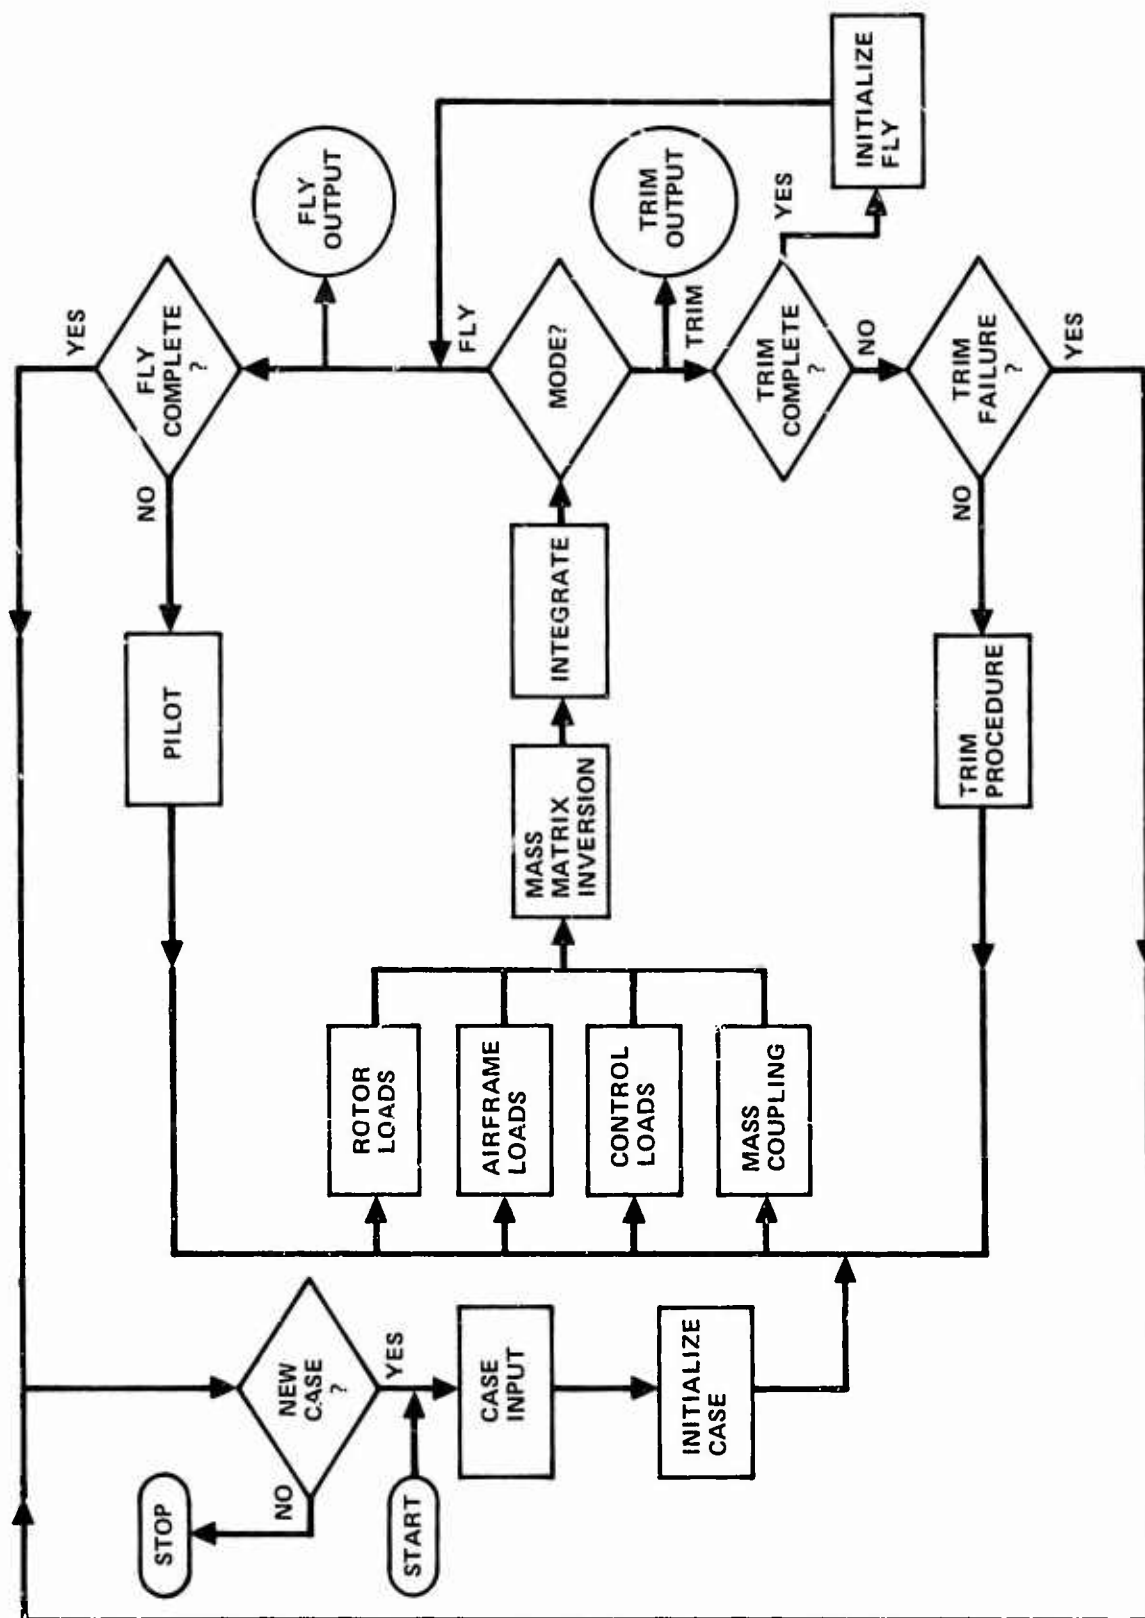 STOP
NO
NEW
CASE
?
YES
START
CASE
INPUT
INITIALIZE
CASE
ROTOR
LOADS
AIRFRAME
LOADS
CONTROL
LOADS
MASS
COUPLING
MASS
MATRIX
INVERSION
INTEGRATE
MODE?
FLY
TRIM
FLY
OUTPUT
FLY
COMPLETE
?
YES
NO
PILOT
TRIM
OUTPUT
TRIM
COMPLETE
?
YES
NO
INITIALIZE
FLY
TRIM
FAILURE
?
YES
NO
TRIM
PROCEDURE